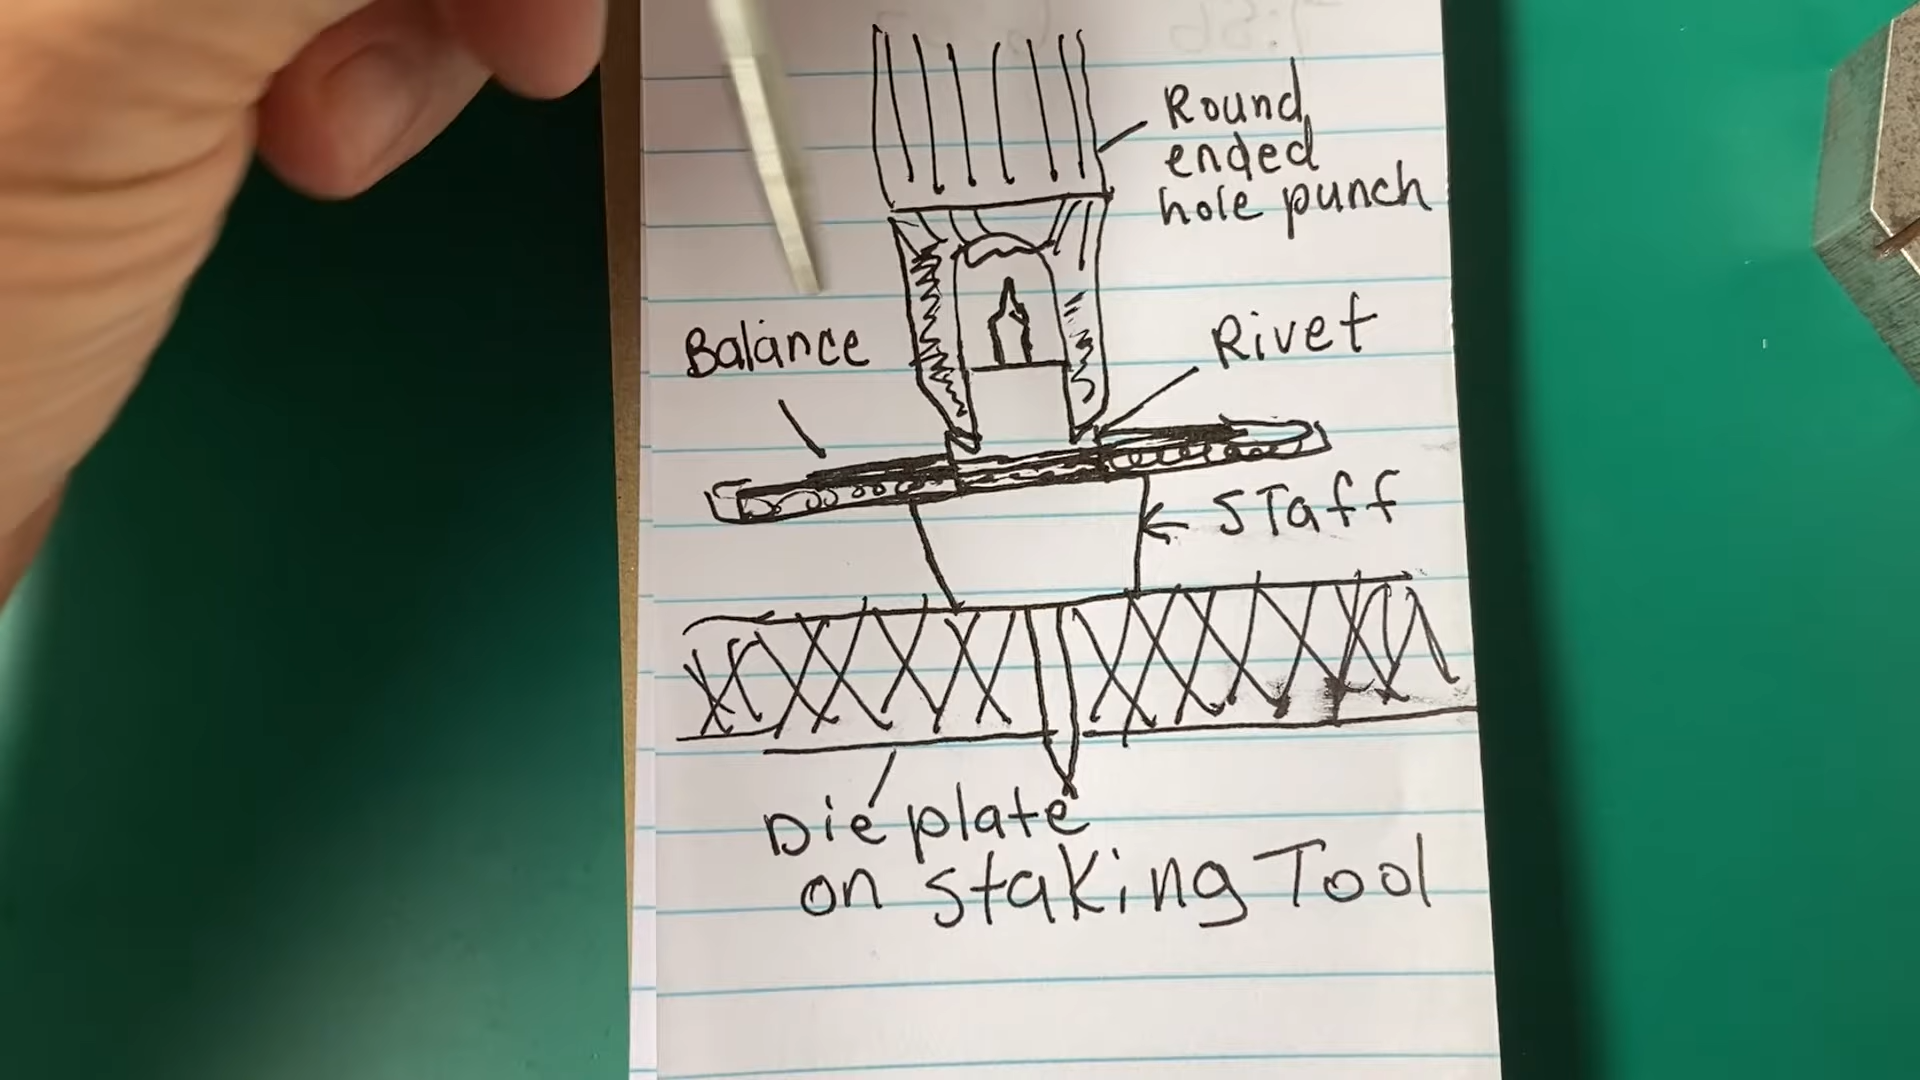 Round
ended
hole punch
Balance
Rivet
STaff
Die plate
on staking Tool